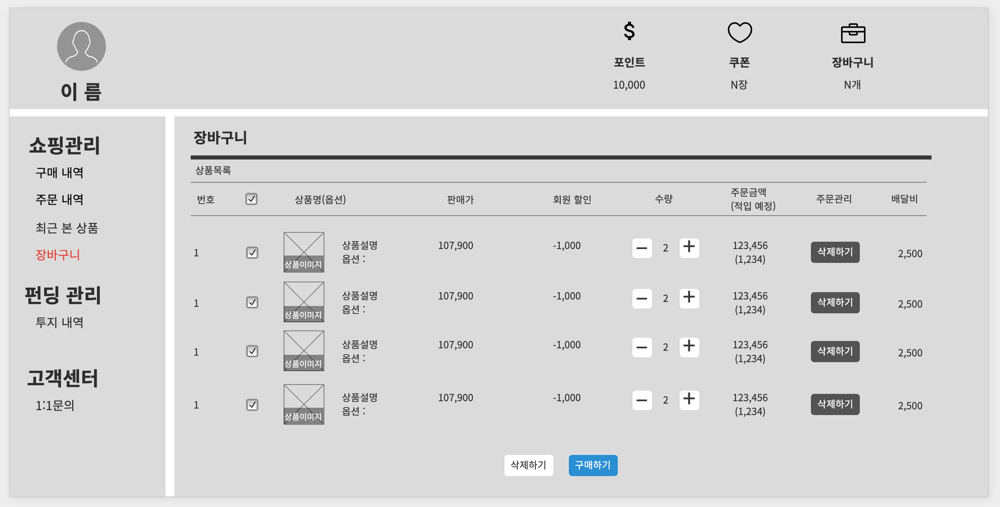 이 름
포인트
10,000
쿠폰
N장
장바구니
N개
쇼핑관리
구매 내역
주문 내역
최근 본 상품
장바구니
펀딩 관리
투지 내역
고객센터
1:1문의
장바구니
상품목록
번호 상품명(옵션) 판매가 회원 할인 수량 주문금액 (적입 예정) 주문관리 배달비
1 상품이미지 상품설명 107,900 -1,000 2 123,456 삭제하기 2,500
옵션 : (1,234)
1 상품이미지 상품설명 107,900 -1,000 2 123,456 삭제하기 2,500
옵션 : (1,234)
1 상품이미지 상품설명 107,900 -1,000 2 123,456 삭제하기 2,500
옵션 : (1,234)
1 상품이미지 상품설명 107,900 -1,000 2 123,456 삭제하기 2,500
옵션 : (1,234)
삭제하기 구매하기